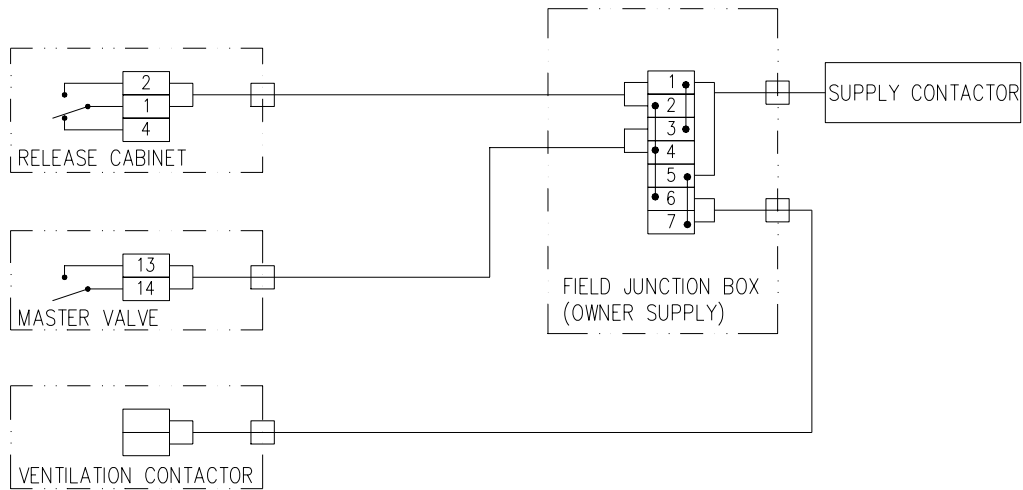 2
1
4
RELEASE CABINET
13
14
MASTER VALVE
VENTILATION CONTACTOR
1
2
3
4
5
6
7
FIELD JUNCTION BOX
(OWNER SUPPLY)
SUPPLY CONTACTOR